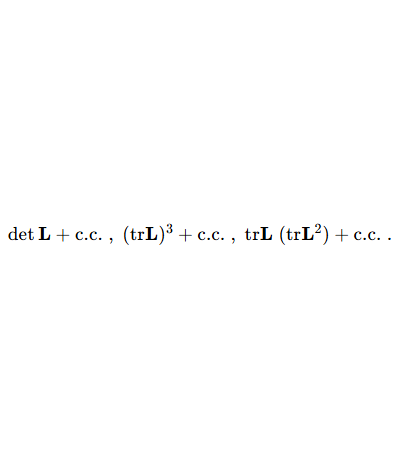 det L + c.c. , (trL)³ + c.c. , trL (trL²) + c.c. .